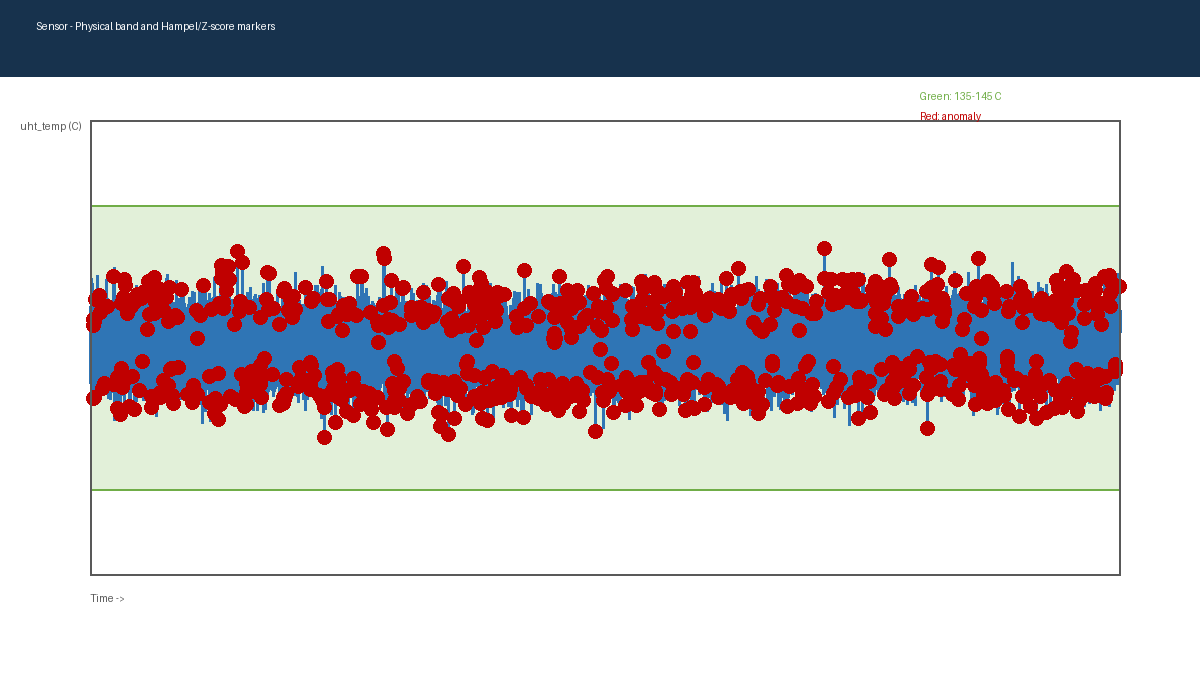 Sensor - Physical band and Hampel/Z-score markers
Green: 135-145 C
Red: anomaly
uht_temp (C)
Time ->